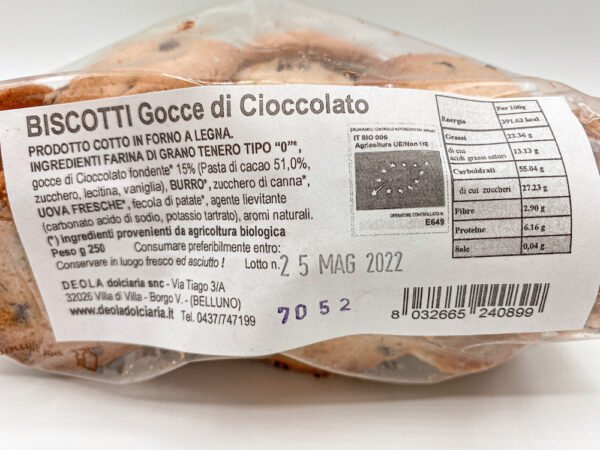 BISCOTTI Gocce di Cioccolato
PRODOTTO COTTO IN FORNO A LEGNA.
INGREDIENTI FARINA DI GRANO TENERO TIPO "0"*,
gocce di Cioccolato fondente* 15% (Pasta di cacao 51,0%,
zucchero, lecitina, vaniglia), BURRO*, zucchero di canna*,
UOVA FRESCHE*, fecola di patate*, agente lievitante
(carbonato acido di sodio, potassio tartrato), aromi naturali.
(*) Ingredienti provenienti da agricoltura biologica
Peso g 250 Consumare preferibilmente entro:
Conservare in luogo fresco ed asciutto ! Lotto n.
25 MAG 2022
DEOLA dolciaria snc - Via Tiago 3/A
32026 Villa di Villa - Borgo V. - (BELLUNO)
www.deoladolciaria.it Tel. 0437/747199
7052
IT BIO 006
Agricoltura UE/Non UE
OPERATORE CONTROLLATO N.
E649
Per 100g
Energia 391.62 kcal
Grassi 23.36 g
di cui
acidi grassi saturi 13.13 g
Carboidrati 55.04 g
di cui zuccheri 27.23 g
Fibre 2.90 g
Proteine 6.16 g
Sale 0,04 g
8 032665 240899